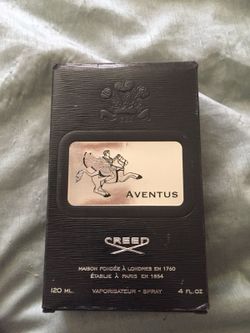 AVENTUS
CREED
MAISON FONDÉE À LONDRES EN 1760
ÉTABLIE À PARIS EN 1854
120 ML. VAPORISATEUR - SPRAY 4 FL. OZ